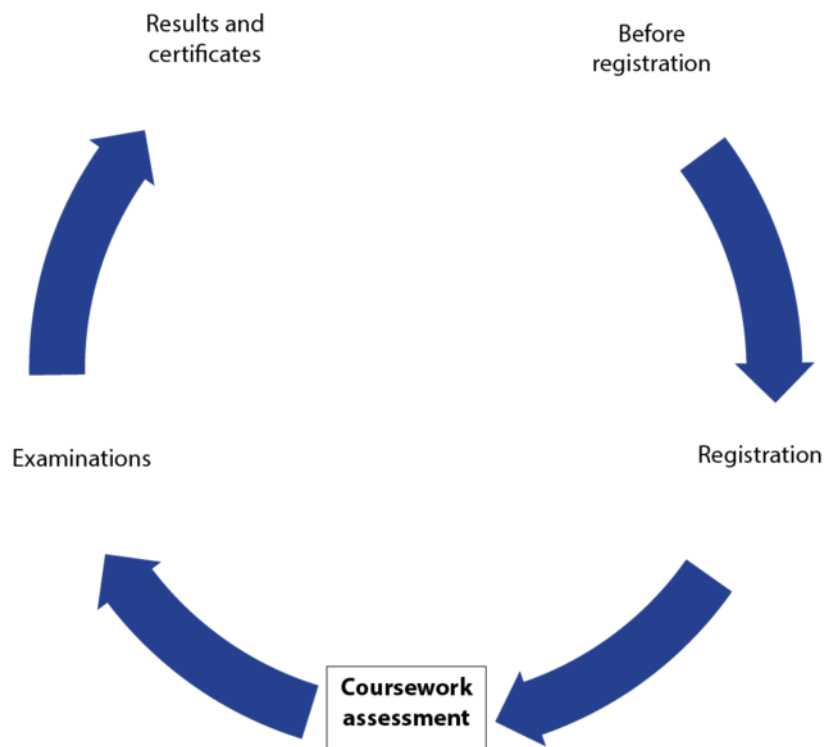 Results and
certificates
Before
registration
Examinations
Registration
Coursework
assessment